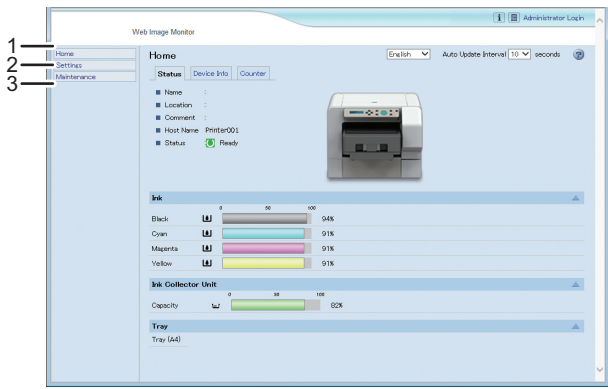 Administrator Login
Web Image Monitor
1
2
3
Home
Settings
Maintenance
Home
English
Auto Update Interval 10 seconds
Status Device Info Counter
Name :
Location :
Comment :
Host Name Printer001
Status Ready
Ink
0 50 100
Black 94%
Cyan 91%
Magenta 91%
Yellow 91%
Ink Collector Unit
0 50 100
Capacity 82%
Tray
Tray (A4)